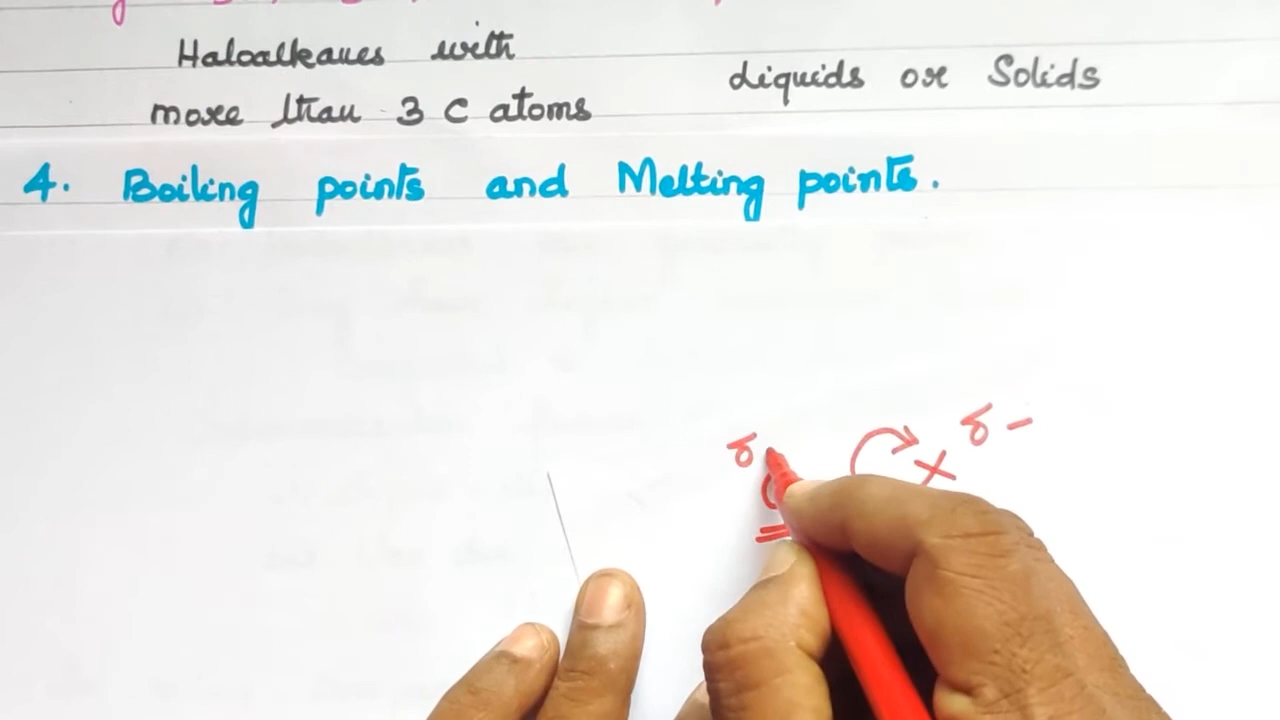 Haloalkanes with
more than 3 C atoms
Liquids or Solids
4. Boiling points and Melting points.
δ δ -
C X